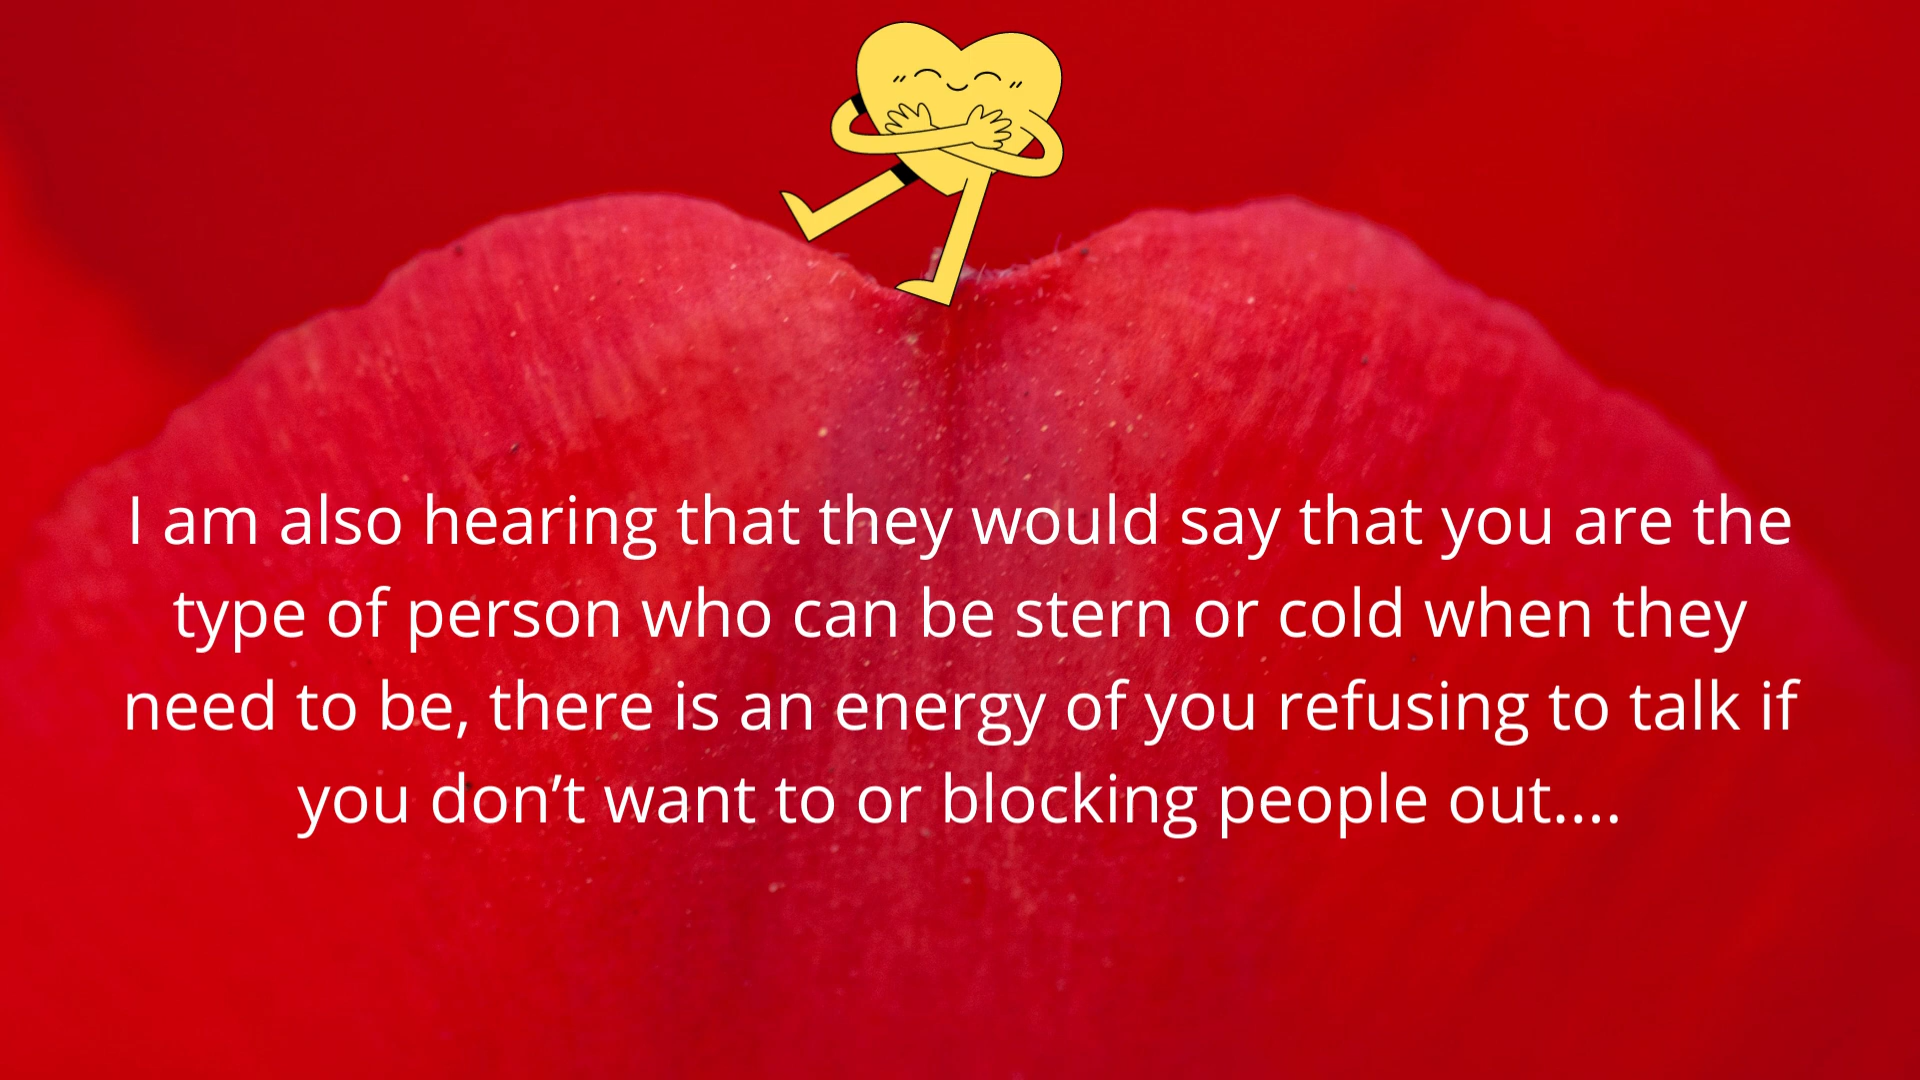 I am also hearing that they would say that you are the
type of person who can be stern or cold when they
need to be, there is an energy of you refusing to talk if
you don’t want to or blocking people out....